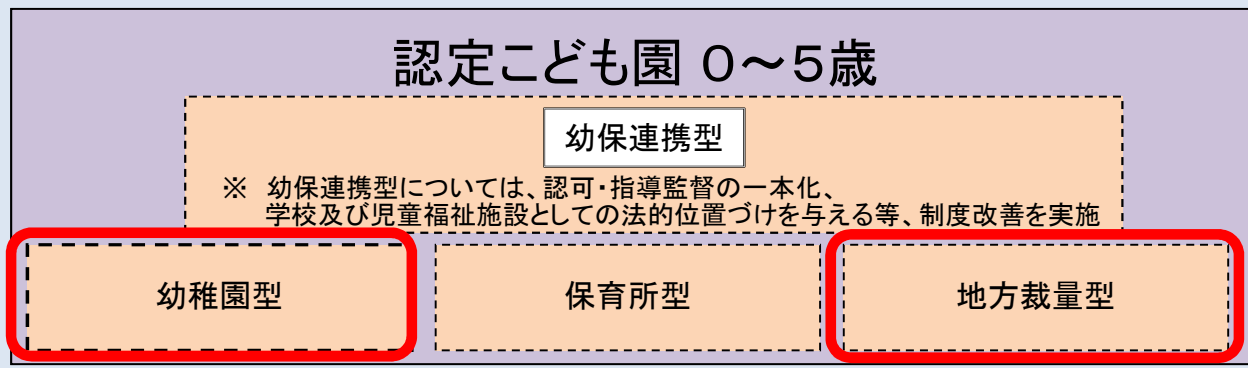 認定こども園 0～5歳
幼保連携型
※ 幼保連携型については、認可・指導監督の一本化、
学校及び児童福祉施設としての法的位置づけを与える等、制度改善を実施
幼稚園型
保育所型
地方裁量型